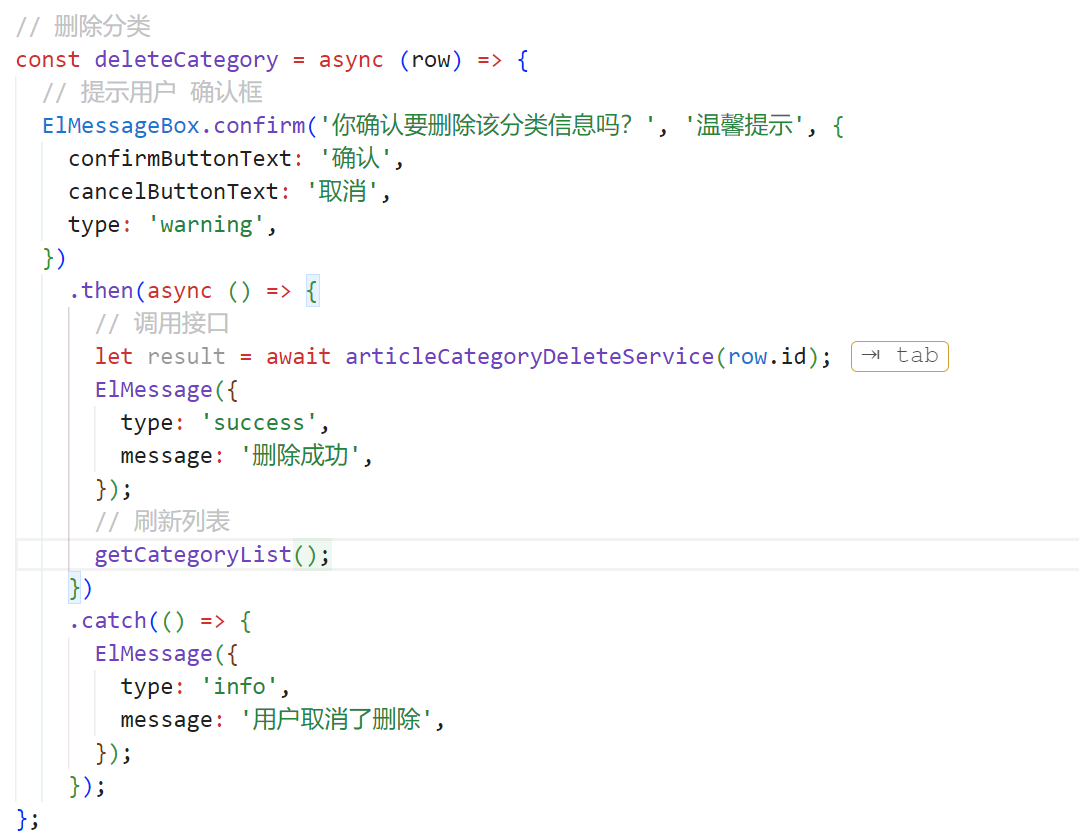 // 删除分类
const deleteCategory = async (row) => {
  // 提示用户 确认框
  ElMessageBox.confirm('你确认要删除该分类信息吗？', '温馨提示', {
    confirmButtonText: '确认',
    cancelButtonText: '取消',
    type: 'warning',
  })
    .then(async () => {
      // 调用接口
      let result = await articleCategoryDeleteService(row.id); ⇥ tab
      ElMessage({
        type: 'success',
        message: '删除成功',
      });
      // 刷新列表
      getCategoryList();
    })
    .catch(() => {
      ElMessage({
        type: 'info',
        message: '用户取消了删除',
      });
    });
};